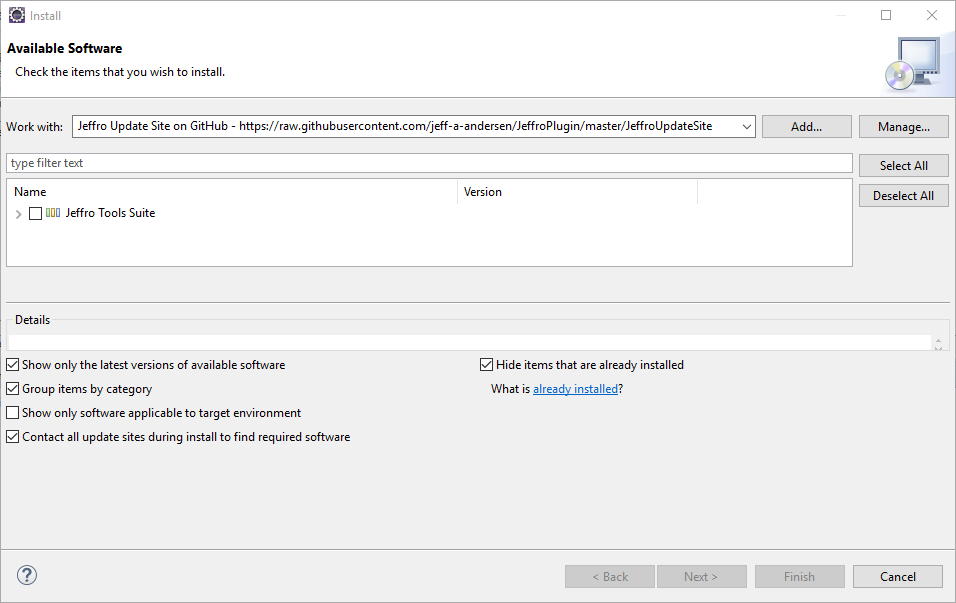 Install
Available Software
Check the items that you wish to install.
Work with: Jeffro Update Site on GitHub - https://raw.githubusercontent.com/jeff-a-andersen/JeffroPlugin/master/JeffroUpdateSite Add... Manage...
type filter text Select All
Name Version Deselect All
Jeffro Tools Suite
Details
Show only the latest versions of available software Hide items that are already installed
Group items by category What is already installed?
Show only software applicable to target environment
Contact all update sites during install to find required software
? < Back Next > Finish Cancel